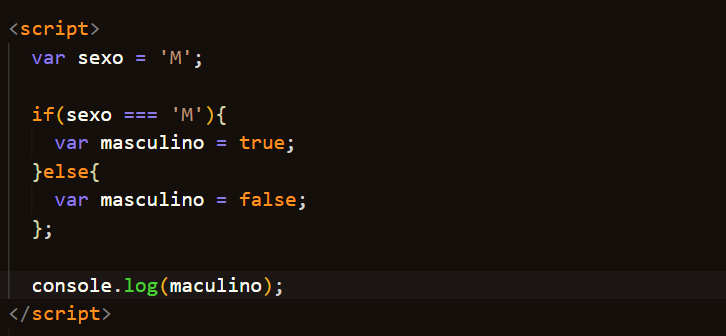 <script>
var sexo = 'M';
if(sexo === 'M'){
var masculino = true;
}else{
var masculino = false;
};
console.log(maculino);
</script>